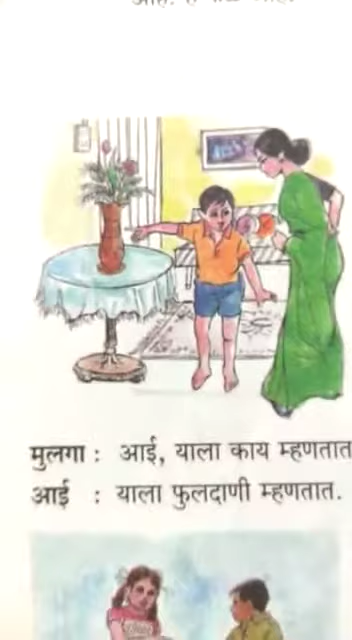 मुलगा : आई, याला काय म्हणतात
आई : याला फुलदाणी म्हणतात.